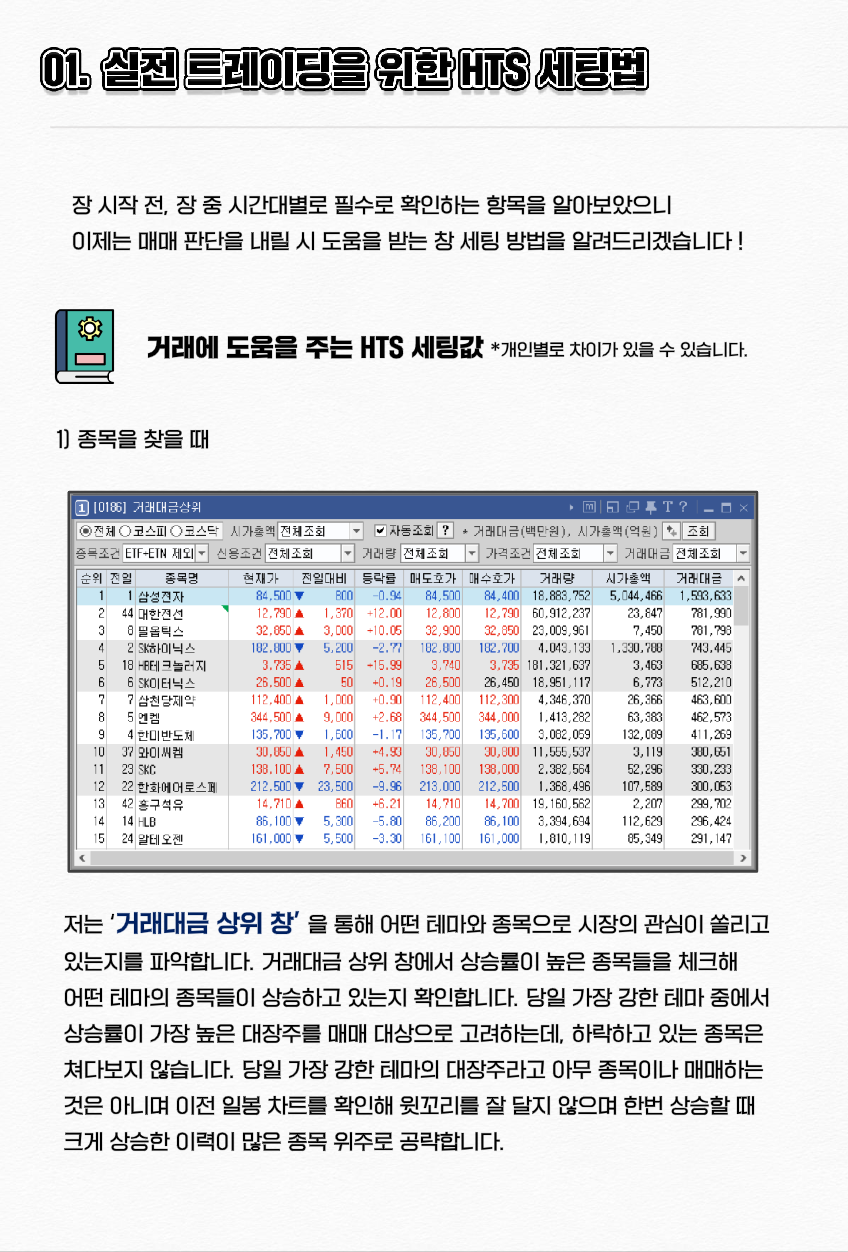 01. 실전 트레이딩을 위한 HTS 세팅법
장 시작 전, 장 중 시간대별로 필수로 확인하는 항목을 알아보았으니
이제는 매매 판단을 내릴 시 도움을 받는 창 세팅 방법을 알려드리겠습니다 !
거래에 도움을 주는 HTS 세팅값 *개인별로 차이가 있을 수 있습니다.
1) 종목을 찾을 때
1 [0186] 거래대금상위
전체 코스피 코스닥 시가총액 전체조회 자동조회 ? * 거래대금(백만원), 시가총액(억원) 조회
종목조건 ETF+ETN 제외 신용조건 전체조회 거래량 전체조회 가격조건 전체조회 거래대금 전체조회
순위 전일 종목명 현재가 전일대비 등락률 매도호가 매수호가 거래량 시가총액 거래대금
1 1 삼성전자 84,500 ▼ 800 -0.94 84,500 84,400 18,883,752 5,044,466 1,593,633
2 44 대한전선 12,790 ▲ 1,370 +12.00 12,800 12,790 60,912,237 23,847 781,990
3 8 필옵틱스 32,850 ▲ 3,000 +10.05 32,900 32,850 23,009,961 7,450 781,798
4 2 SK하이닉스 182,800 ▼ 5,200 -2.77 182,800 182,700 4,043,133 1,330,788 743,445
5 18 HB테크놀러지 3,735 ▲ 515 +15.99 3,740 3,735 181,321,637 3,463 685,638
6 6 SK이터닉스 26,500 ▲ 50 +0.19 26,500 26,450 18,951,117 6,773 512,210
7 7 삼천당제약 112,400 ▲ 1,000 +0.90 112,400 112,300 4,346,370 26,366 463,600
8 5 엔켐 344,500 ▲ 9,000 +2.68 344,500 344,000 1,413,282 63,383 462,573
9 4 한미반도체 135,700 ▼ 1,600 -1.17 135,700 135,600 3,082,059 132,089 411,269
10 37 와이씨켐 30,850 ▲ 1,450 +4.93 30,850 30,800 11,555,537 3,119 380,651
11 23 SKC 138,100 ▲ 7,500 +5.74 138,100 138,000 2,382,564 52,296 330,233
12 22 한화에어로스페 212,500 ▼ 23,500 -9.96 213,000 212,500 1,368,496 107,589 300,053
13 42 흥구석유 14,710 ▲ 860 +6.21 14,710 14,700 19,160,562 2,207 299,702
14 14 HLB 86,100 ▼ 5,300 -5.80 86,200 86,100 3,394,694 112,629 296,424
15 24 알테오젠 161,000 ▼ 5,500 -3.30 161,100 161,000 1,810,119 85,349 291,147
저는 ‘거래대금 상위 창’ 을 통해 어떤 테마와 종목으로 시장의 관심이 쏠리고
있는지를 파악합니다. 거래대금 상위 창에서 상승률이 높은 종목들을 체크해
어떤 테마의 종목들이 상승하고 있는지 확인합니다. 당일 가장 강한 테마 중에서
상승률이 가장 높은 대장주를 매매 대상으로 고려하는데, 하락하고 있는 종목은
쳐다보지 않습니다. 당일 가장 강한 테마의 대장주라고 아무 종목이나 매매하는
것은 아니며 이전 일봉 차트를 확인해 윗꼬리를 잘 달지 않으며 한번 상승할 때
크게 상승한 이력이 많은 종목 위주로 공략합니다.